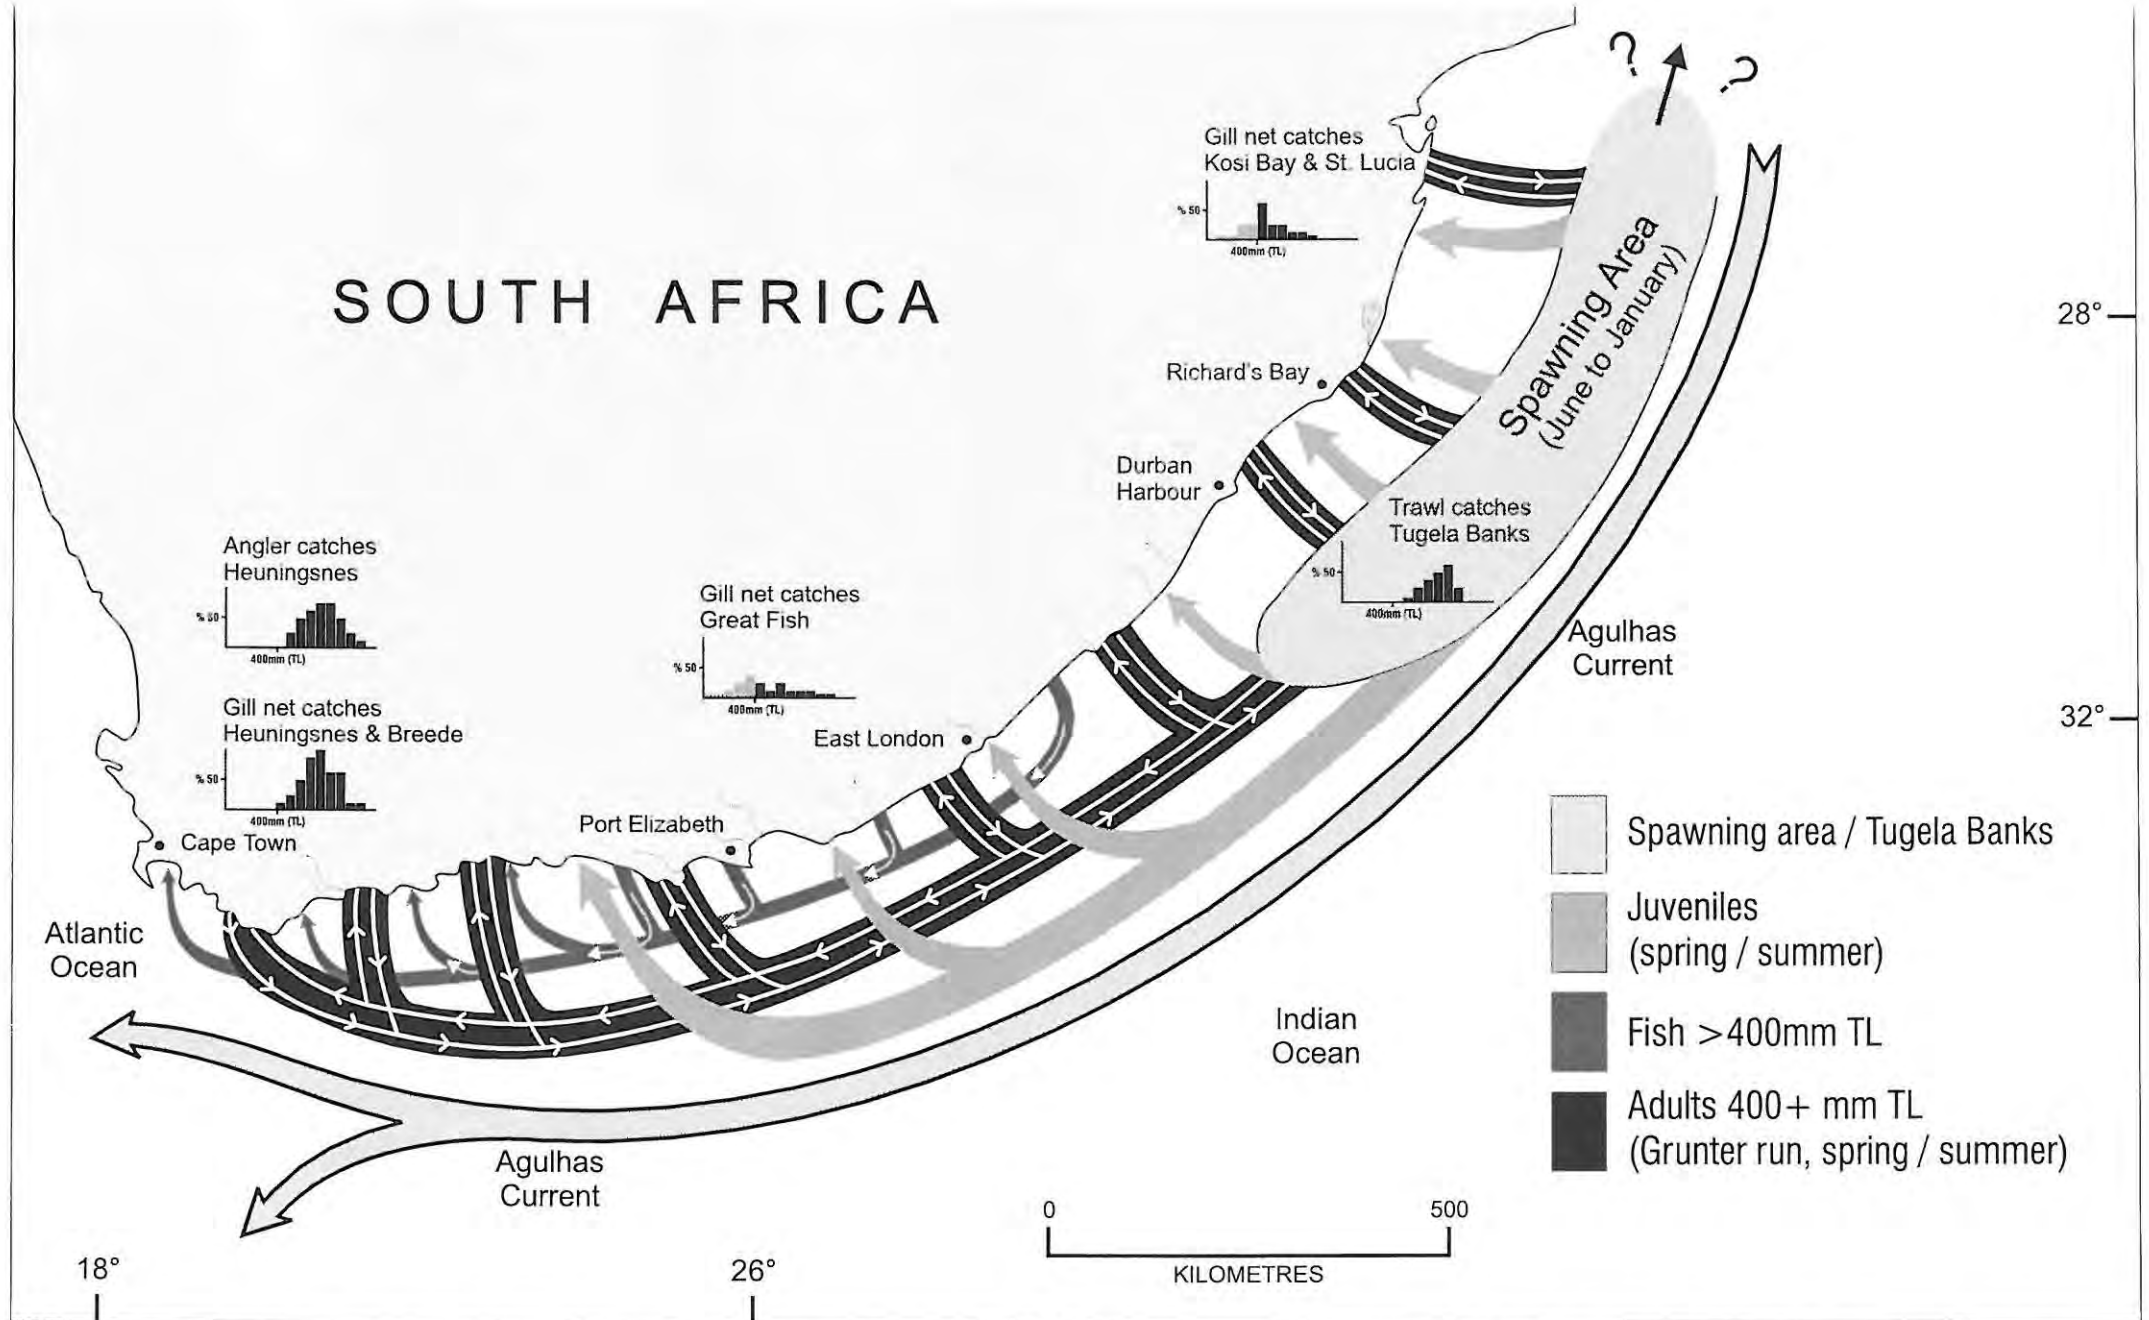 ?
?
Gill net catches
Kosi Bay & St. Lucia
% 50
400mm (TL)
SOUTH AFRICA
Spawning Area
(June to January)
28°
Richard's Bay
Durban
Harbour
Trawl catches
Tugela Banks
% 50
400mm (TL)
Angler catches
Heuningsnes
% 50
400mm (TL)
Gill net catches
Great Fish
% 50
400mm (TL)
Agulhas
Current
Gill net catches
Heuningsnes & Breede
% 50
400mm (TL)
32°
East London
Port Elizabeth
Cape Town
Atlantic
Ocean
Indian
Ocean
Spawning area / Tugela Banks
Juveniles
(spring / summer)
Fish >400mm TL
Adults 400+ mm TL
(Grunter run, spring / summer)
Agulhas
Current
0
500
KILOMETRES
18°
26°